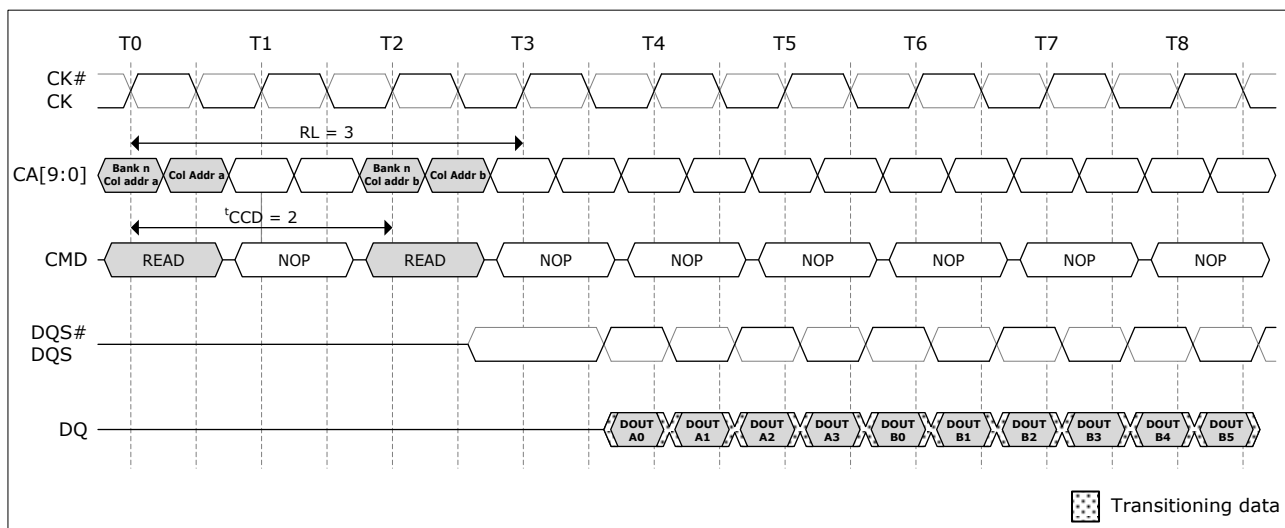 T0 T1 T2 T3 T4 T5 T6 T7 T8
CK#
CK
RL = 3
CA[9:0]
Bank n
Col addr a
Col Addr a
Bank n
Col addr b
Col Addr b
tCCD = 2
CMD READ NOP READ NOP NOP NOP NOP NOP NOP
DQS#
DQS
DQ
DOUT
A0
DOUT
A1
DOUT
A2
DOUT
A3
DOUT
B0
DOUT
B1
DOUT
B2
DOUT
B3
DOUT
B4
DOUT
B5
Transitioning data